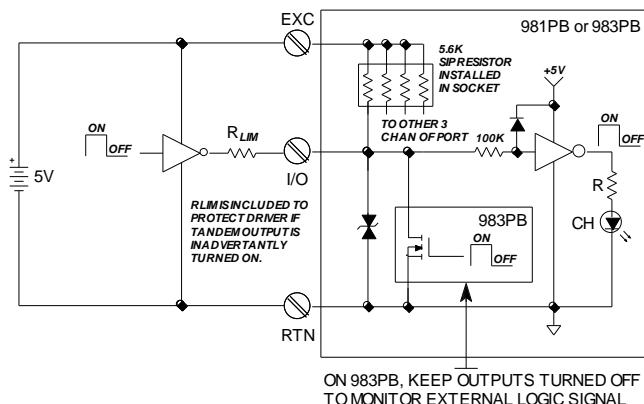 EXC
981PB or 983PB
5.6K
SIP RESISTOR
INSTALLED
IN SOCKET
+5V
ON
OFF
RLIM
TO OTHER 3
CHAN OF PORT
100K
ON
OFF
5V
I/O
R
RLIM IS INCLUDED TO
PROTECT DRIVER IF
TANDEM OUTPUT IS
INADVERTANTLY
TURNED ON.
983PB
ON
OFF
CH
RTN
ON 983PB, KEEP OUTPUTS TURNED OFF
TO MONITOR EXTERNAL LOGIC SIGNAL